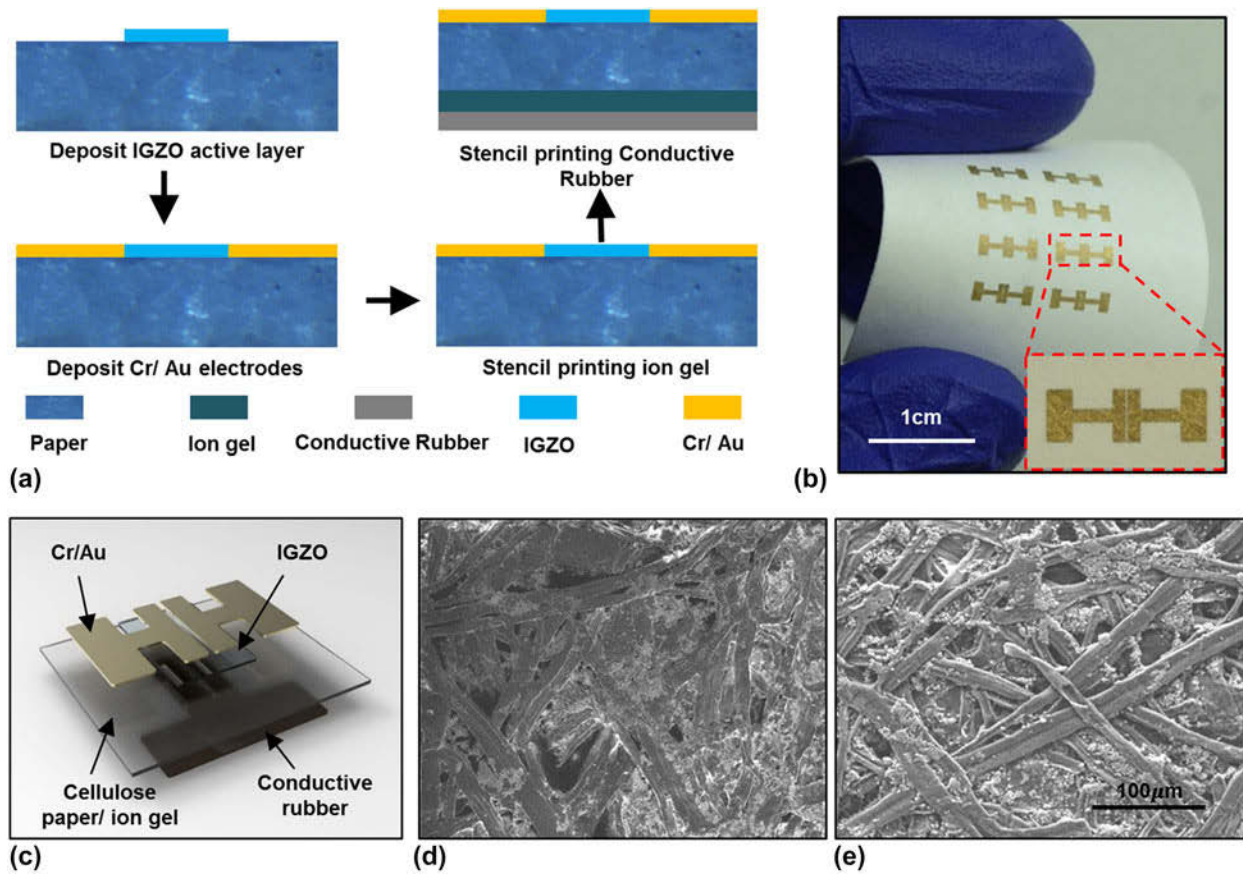 Deposit IGZO active layer
Stencil printing Conductive
Rubber
Deposit Cr/ Au electrodes
Stencil printing ion gel
Paper
Ion gel
Conductive Rubber
IGZO
Cr/ Au
(a)
1cm
(b)
Cr/Au
IGZO
Cellulose
paper/ ion gel
Conductive
rubber
(c)
(d)
100μm
(e)